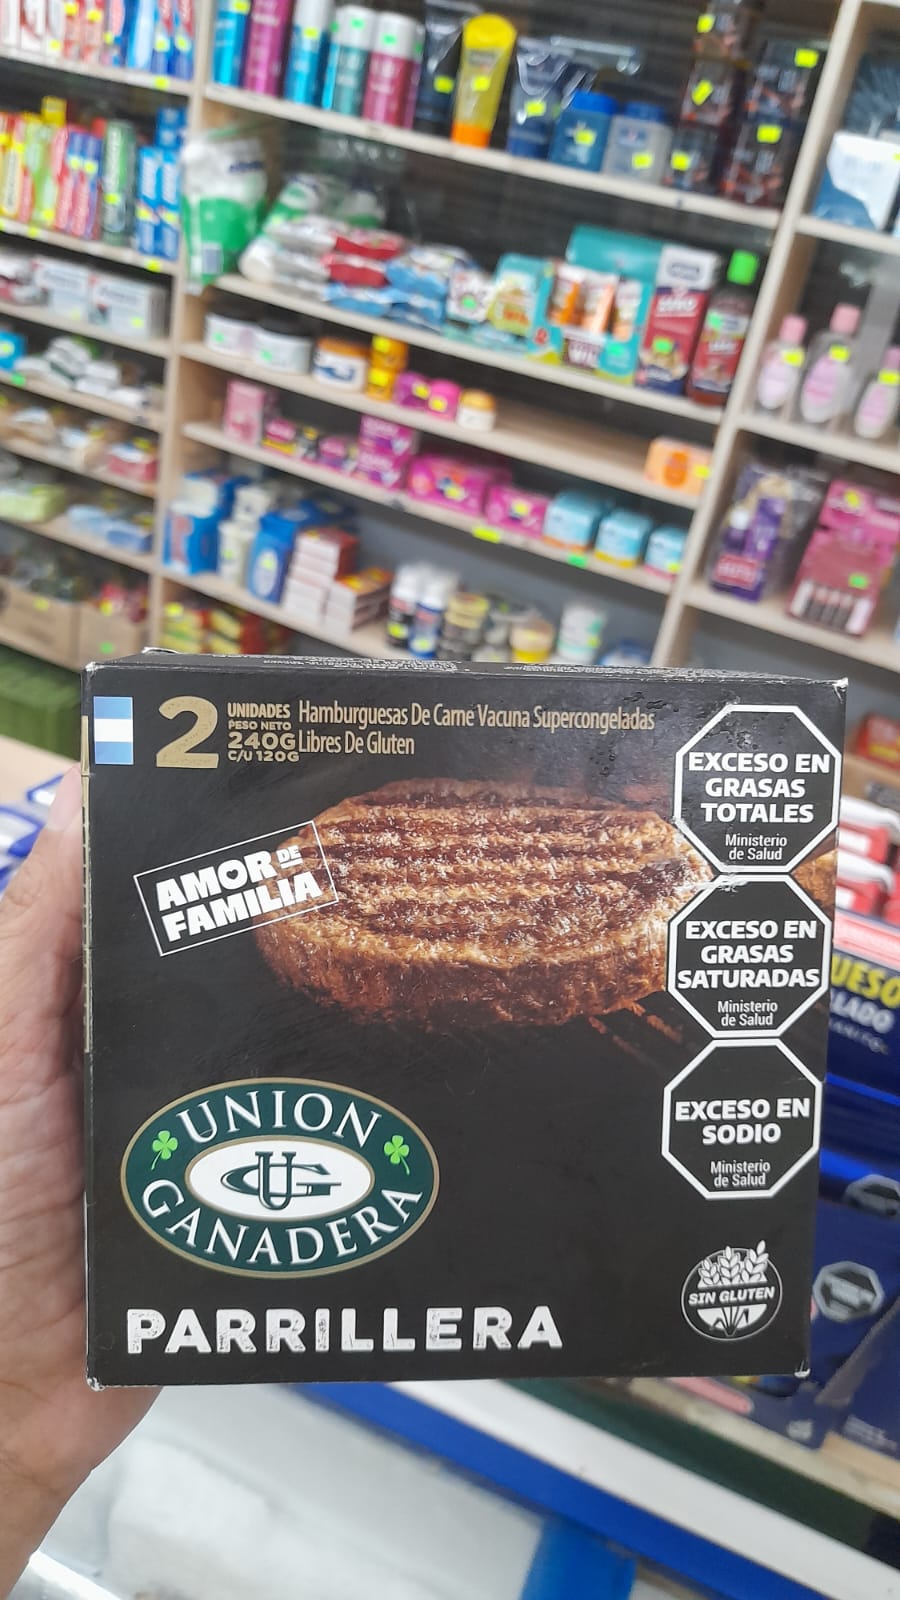 2
UNIDADES
PESO NETO
240G
C/U 120G
Hamburguesas De Carne Vacuna Supercongeladas
Libres De Gluten
AMOR DE
FAMILIA
EXCESO EN
GRASAS
TOTALES
Ministerio
de Salud
EXCESO EN
GRASAS
SATURADAS
Ministerio
de Salud
EXCESO EN
SODIO
Ministerio
de Salud
UNION
UG
GANADERA
SIN GLUTEN
PARRILLERA